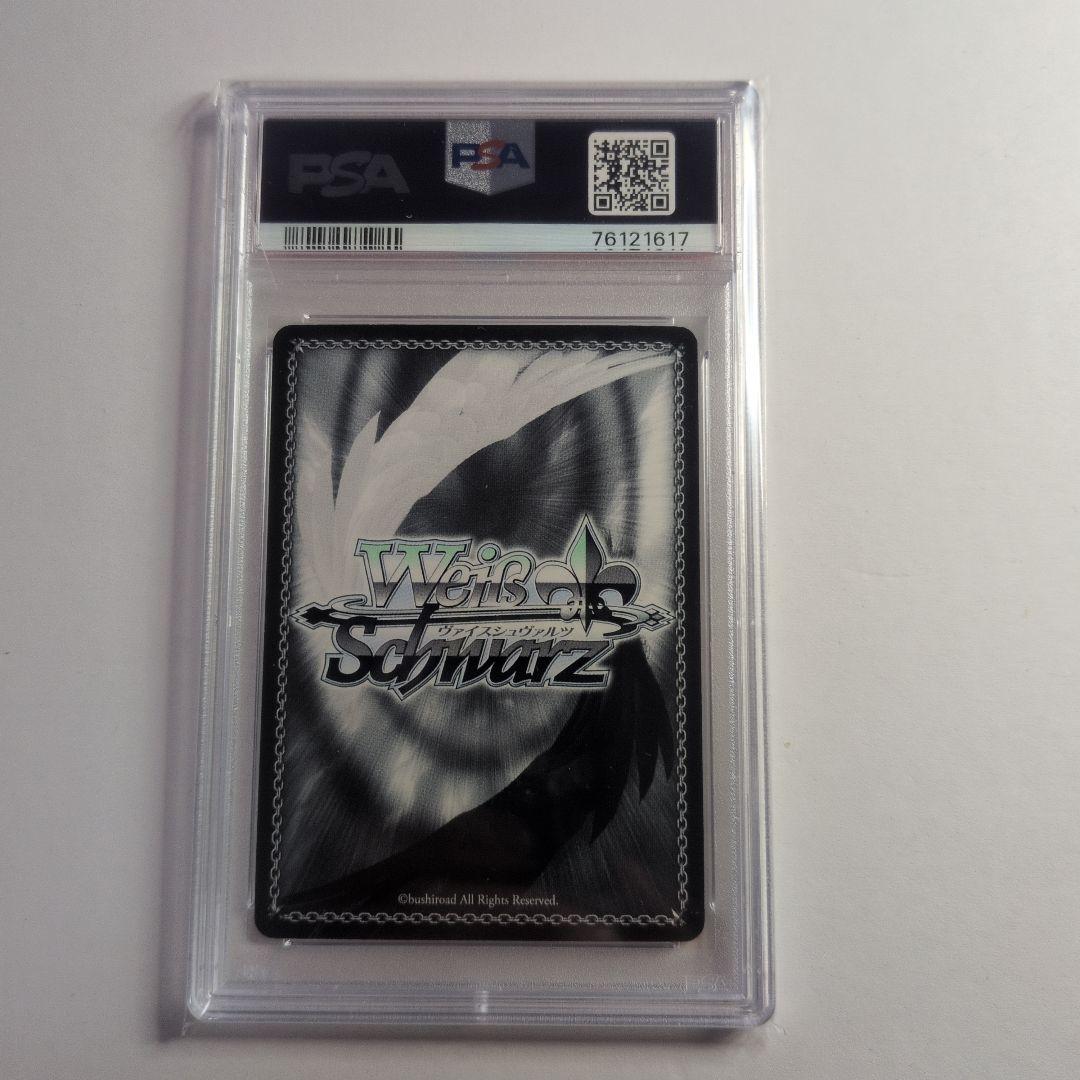 PSA
PSA
76121617
Weiß
ヴァイスシュヴァルツ
Schwarz
©bushiroad All Rights Reserved.